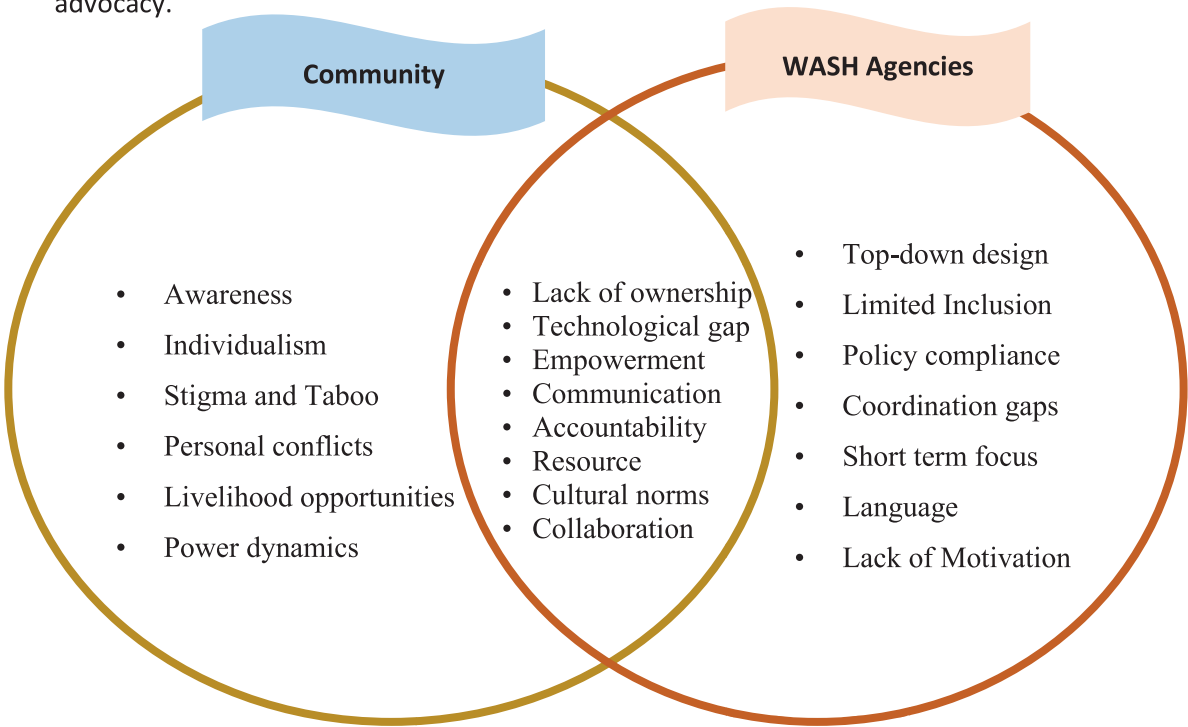 advocacy.
Community
WASH Agencies
• Awareness
• Individualism
• Stigma and Taboo
• Personal conflicts
• Livelihood opportunities
• Power dynamics
• Lack of ownership
• Technological gap
• Empowerment
• Communication
• Accountability
• Resource
• Cultural norms
• Collaboration
• Top-down design
• Limited Inclusion
• Policy compliance
• Coordination gaps
• Short term focus
• Language
• Lack of Motivation